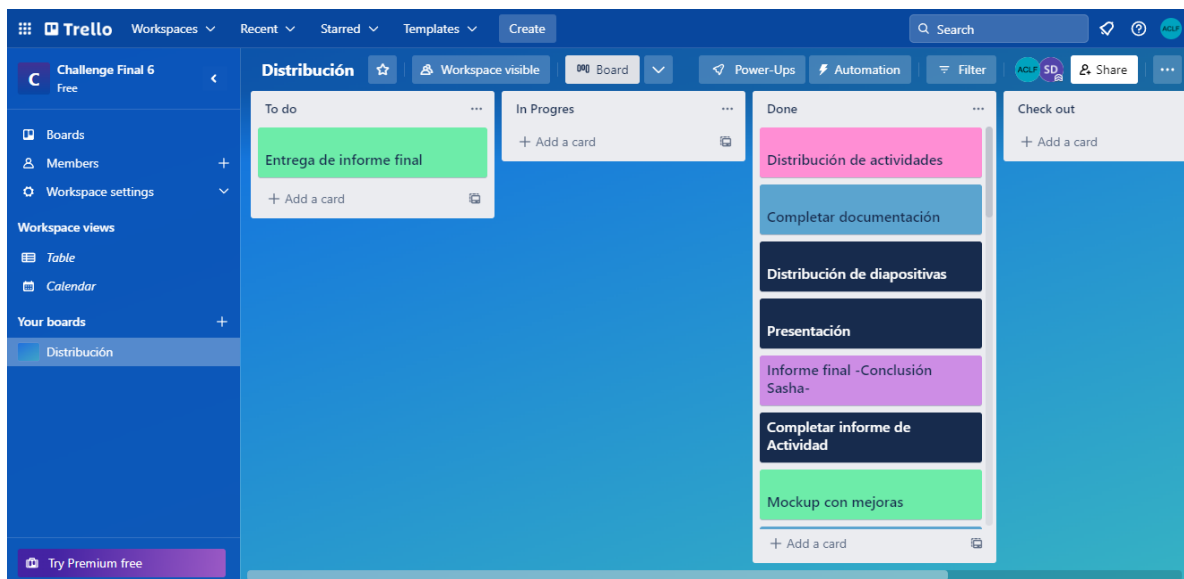 Trello Workspaces Recent Starred Templates Create Search ACLF
C Challenge Final 6
Free
Distribución Workspace visible Board Power-Ups Automation Filter ACLF SD Share
Boards
Members
Workspace settings
Workspace views
Table
Calendar
Your boards
Distribución
Try Premium free
To do
Entrega de informe final
Add a card
In Progres
Add a card
Done
Distribución de actividades
Completar documentación
Distribución de diapositivas
Presentación
Informe final -Conclusión
Sasha-
Completar informe de
Actividad
Mockup con mejoras
Add a card
Check out
Add a card